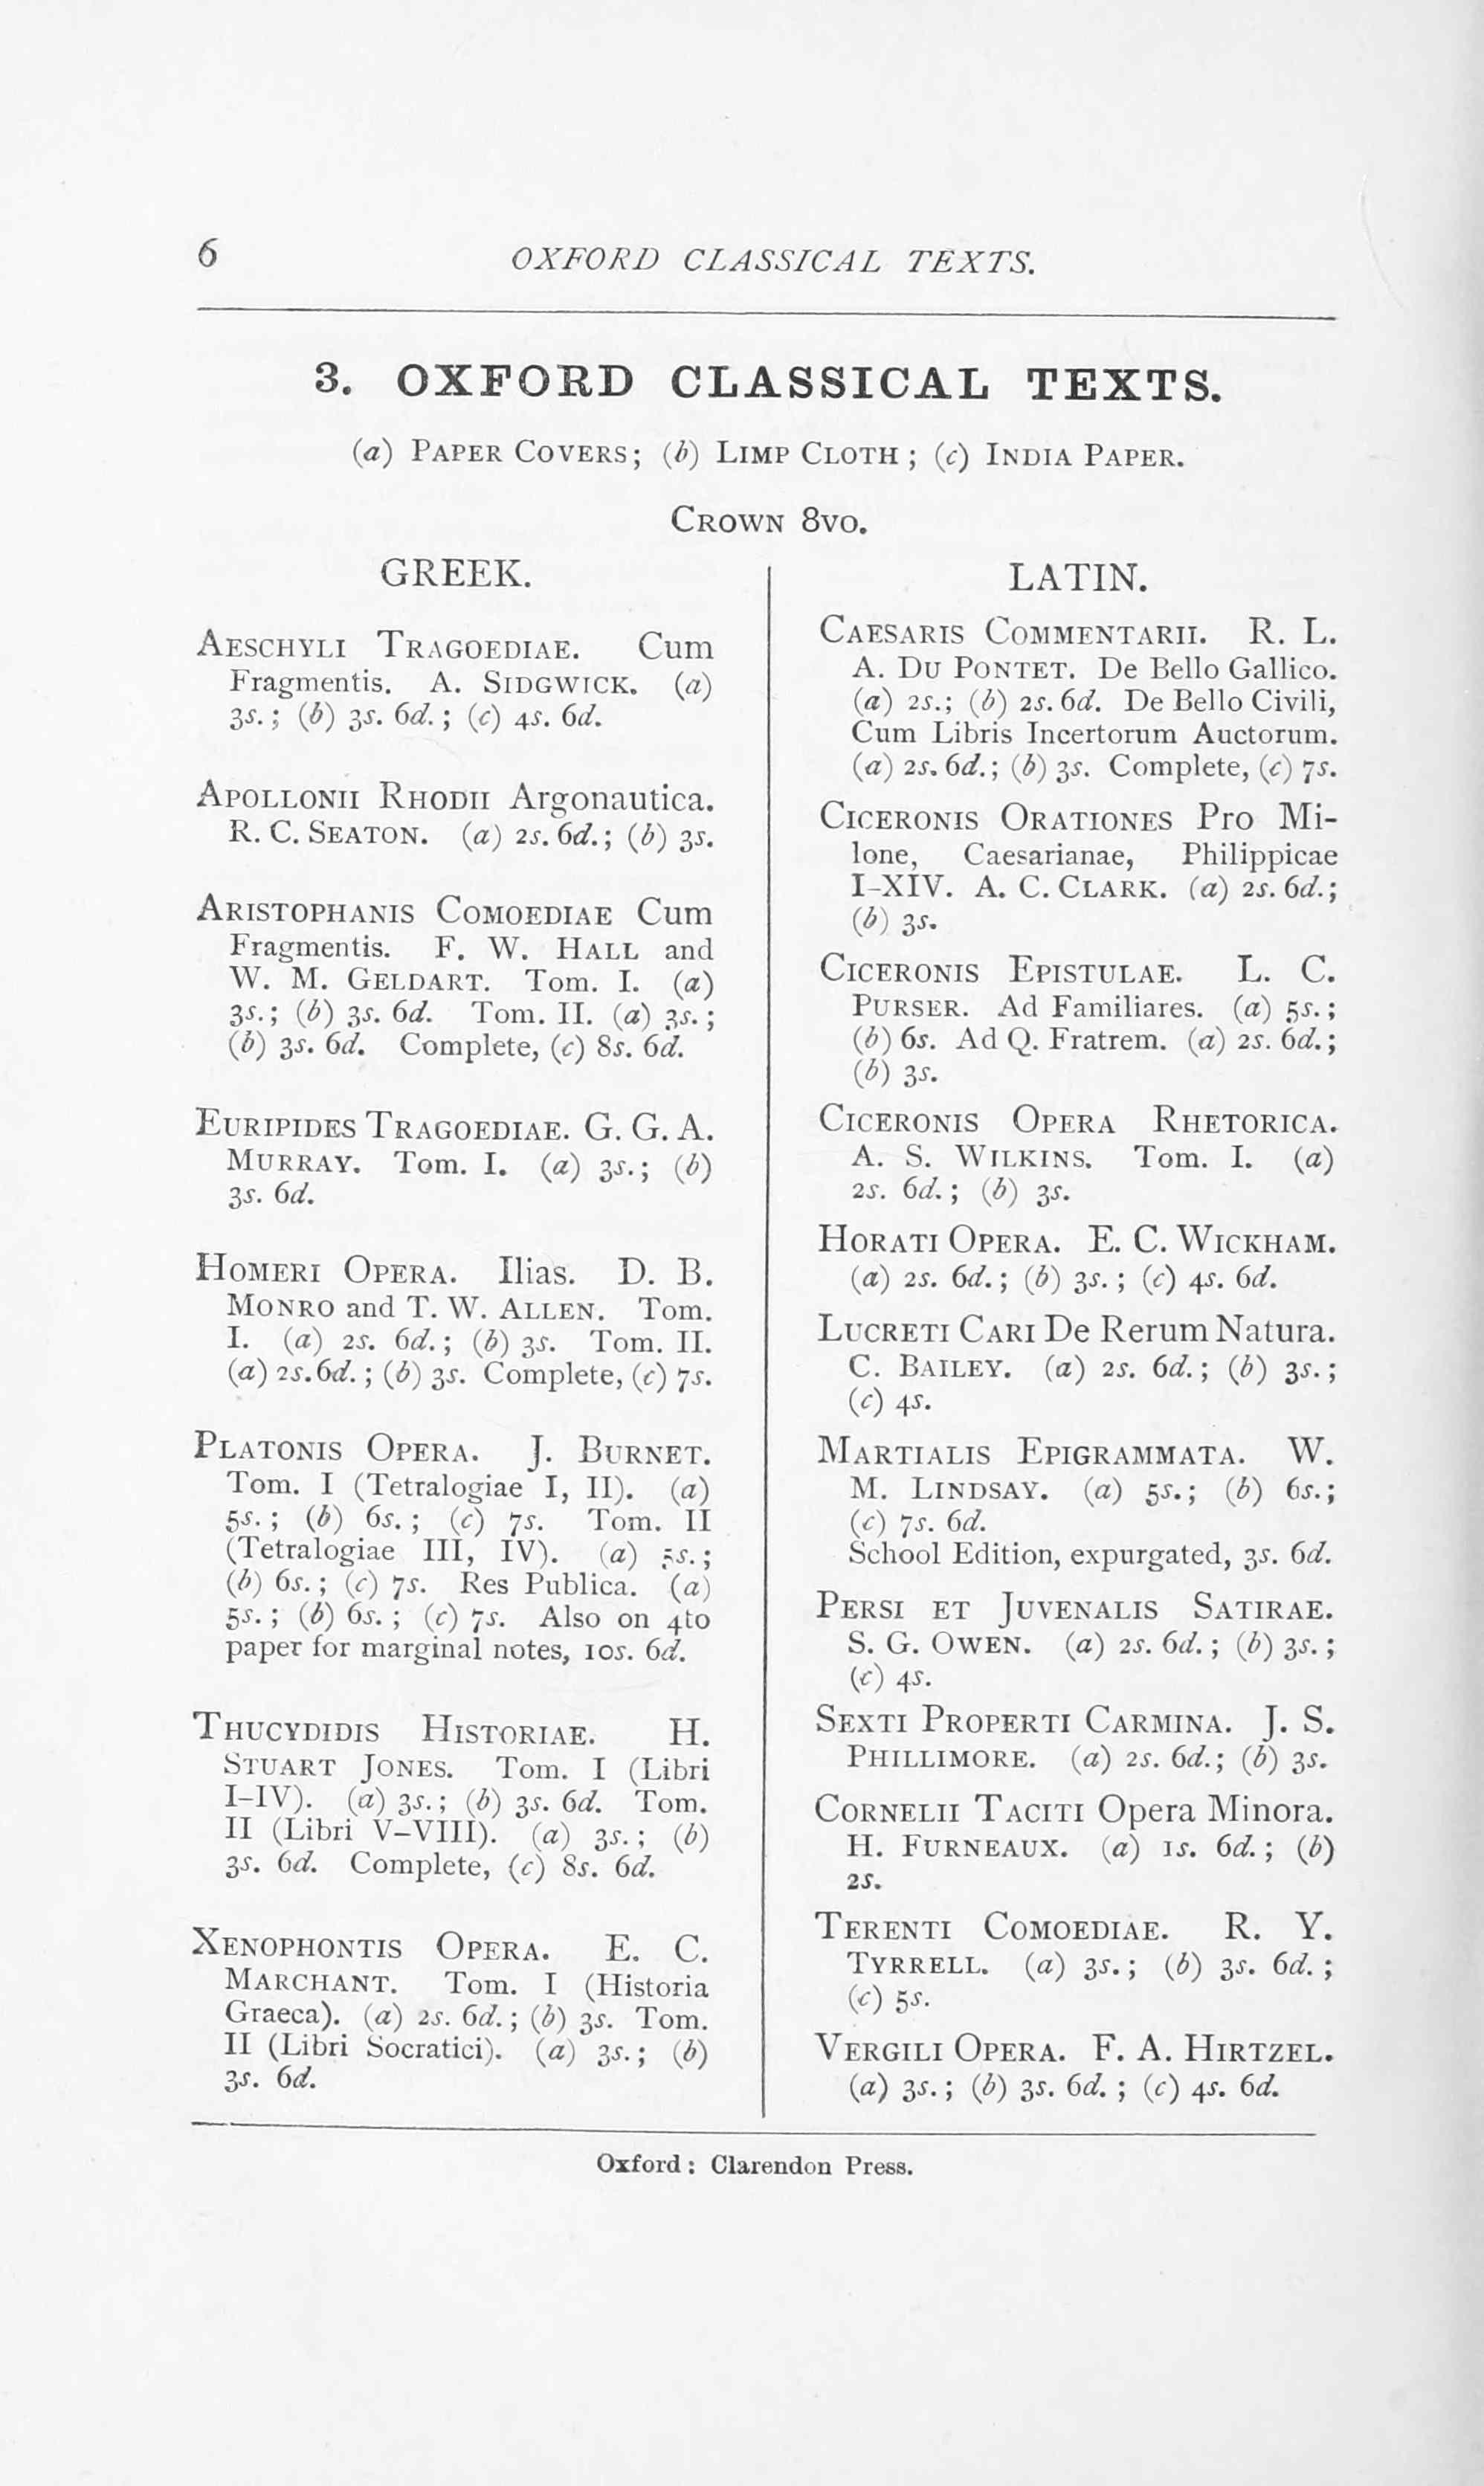 6
OXFORD CLASSICAL TEXTS.
3. OXFORD CLASSICAL TEXTS.
(a) PAPER COVERS; (b) LIMP CLOTH; (c) INDIA PAPER.
CROWN 8VO.
GREEK.
AESCHYLI TRAGOEDIAE. Cum
Fragmentis. A. SIDGWICK. (a)
3s.; (b) 3s. 6d.; (c) 4s. 6d.
APOLLONII RHODII Argonautica.
R. C. SEATON. (a) 2s. 6d.; (b) 3s.
ARISTOPHANIS COMOEDIAE Cum
Fragmentis. F. W. HALL and
W. M. GELDART. Tom. I. (a)
3s.; (b) 3s. 6d. Tom. II. (a) 3s.;
(b) 3s. 6d. Complete, (c) 8s. 6d.
EURIPIDES TRAGOEDIAE. G. G. A.
MURRAY. Tom. I. (a) 3s.; (b)
3s. 6d.
HOMERI OPERA. Ilias. D. B.
MONRO and T. W. ALLEN. Tom.
I. (a) 2s. 6d.; (b) 3s. Tom. II.
(a) 2s. 6d.; (b) 3s. Complete, (c) 7s.
PLATONIS OPERA. J. BURNET.
Tom. I (Tetralogiae I, II). (a)
5s.; (b) 6s.; (c) 7s. Tom. II
(Tetralogiae III, IV). (a) 5s.;
(b) 6s.; (c) 7s. Res Publica. (a)
5s.; (b) 6s.; (c) 7s. Also on 4to
paper for marginal notes, 10s. 6d.
THUCYDIDIS HISTORIAE. H.
STUART JONES. Tom. I (Libri
I–IV). (a) 3s.; (b) 3s. 6d. Tom.
II (Libri V–VIII). (a) 3s.; (b)
3s. 6d. Complete, (c) 8s. 6d.
XENOPHONTIS OPERA. E. C.
MARCHANT. Tom. I (Historia
Graeca). (a) 2s. 6d.; (b) 3s. Tom.
II (Libri Socratici). (a) 3s.; (b)
3s. 6d.
LATIN.
CAESARIS COMMENTARII. R. L.
A. DU PONTET. De Bello Gallico.
(a) 2s.; (b) 2s. 6d. De Bello Civili,
Cum Libris Incertorum Auctorum.
(a) 2s. 6d.; (b) 3s. Complete, (c) 7s.
CICERONIS ORATIONES Pro Mi-
lone, Caesarianae, Philippicae
I–XIV. A. C. CLARK. (a) 2s. 6d.;
(b) 3s.
CICERONIS EPISTULAE. L. C.
PURSER. Ad Familiares. (a) 5s.;
(b) 6s. Ad Q. Fratrem. (a) 2s. 6d.;
(b) 3s.
CICERONIS OPERA RHETORICA.
A. S. WILKINS. Tom. I. (a)
2s. 6d.; (b) 3s.
HORATI OPERA. E. C. WICKHAM.
(a) 2s. 6d.; (b) 3s.; (c) 4s. 6d.
LUCRETI CARI De Rerum Natura.
C. BAILEY. (a) 2s. 6d.; (b) 3s.;
(c) 4s.
MARTIALIS EPIGRAMMATA. W.
M. LINDSAY. (a) 5s.; (b) 6s.;
(c) 7s. 6d.
School Edition, expurgated, 3s. 6d.
PERSI ET JUVENALIS SATIRAE.
S. G. OWEN. (a) 2s. 6d.; (b) 3s.;
(c) 4s.
SEXTI PROPERTI CARMINA. J. S.
PHILLIMORE. (a) 2s. 6d.; (b) 3s.
CORNELII TACITI Opera Minora.
H. FURNEAUX. (a) 1s. 6d.; (b)
2s.
TERENTI COMOEDIAE. R. Y.
TYRRELL. (a) 3s.; (b) 3s. 6d.;
(c) 5s.
VERGILI OPERA. F. A. HIRTZEL.
(a) 3s.; (b) 3s. 6d.; (c) 4s. 6d.
Oxford: Clarendon Press.